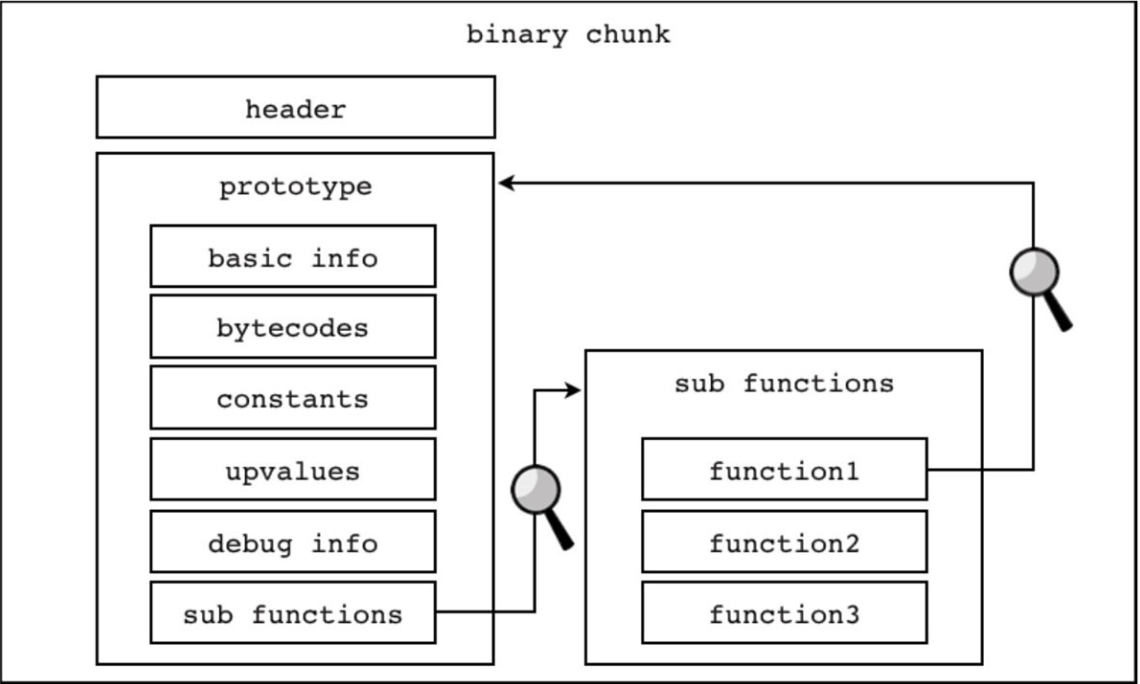 binary chunk
header
prototype
basic info
bytecodes
constants
upvalues
debug info
sub functions
sub functions
function1
function2
function3